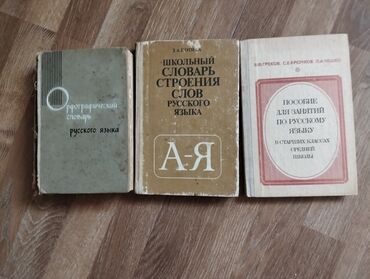 Орфографический
словарь
русского языка
ШКОЛЬНЫЙ
СЛОВАРЬ
СТРОЕНИЯ
СЛОВ
РУССКОГО
ЯЗЫКА
А-Я
В.Ф.ГРЕКОВ, С.Е.КРЮЧКОВ, Л.А.ЧЕШКО
ПОСОБИЕ
ДЛЯ ЗАНЯТИЙ
ПО РУССКОМУ
ЯЗЫКУ
В СТАРШИХ КЛАССАХ
СРЕДНЕЙ
ШКОЛЫ